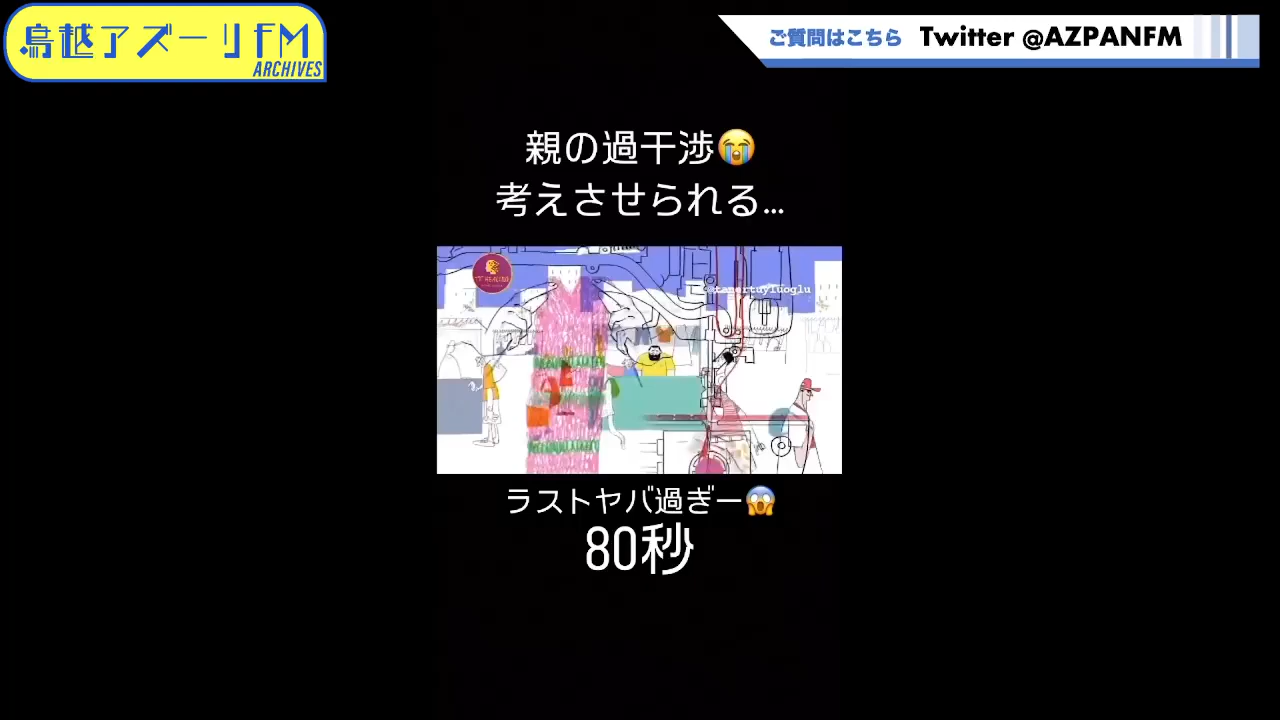 鳥越アズーリFM
ARCHIVES
ご質問はこちら Twitter @AZPANFM
親の過干渉😭
考えさせられる...
ラストヤバ過ぎー😱
80秒